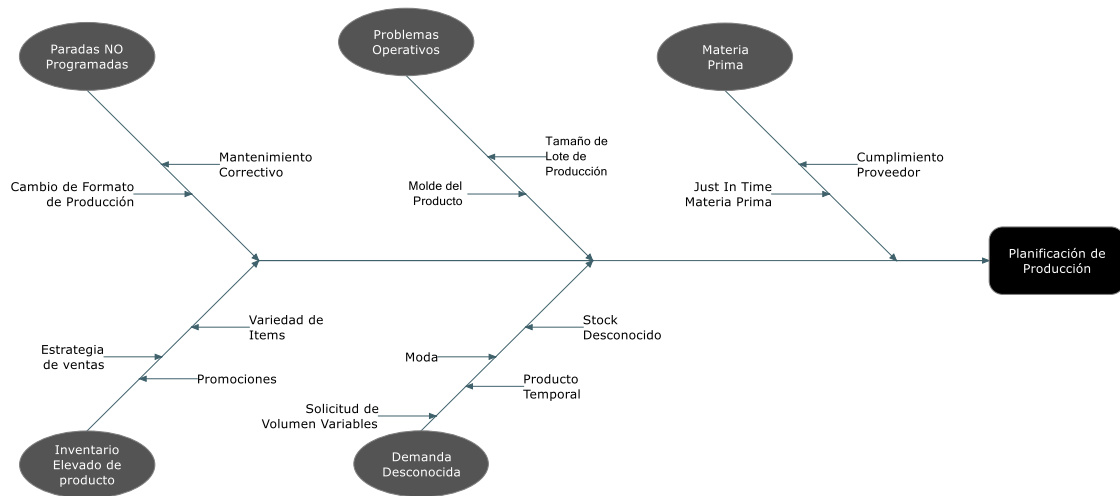 Paradas NO
Programadas
Problemas
Operativos
Materia
Prima
Mantenimiento
Correctivo
Cambio de Formato
de Producción
Tamaño de
Lote de
Producción
Molde del
Producto
Cumplimiento
Proveedor
Just In Time
Materia Prima
Planificación de
Producción
Variedad de
Items
Estrategia
de ventas
Promociones
Stock
Desconocido
Moda
Producto
Temporal
Solicitud de
Volumen Variables
Inventario
Elevado de
producto
Demanda
Desconocida